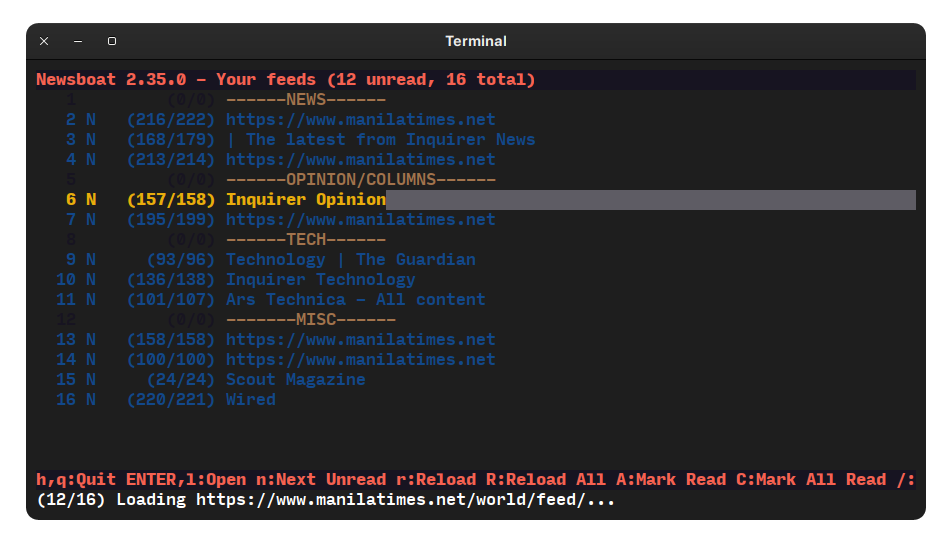 Terminal
Newsboat 2.35.0 - Your feeds (12 unread, 16 total)
1 (0/0) ------NEWS------
2 N (216/222) https://www.manilatimes.net
3 N (168/179) | The latest from Inquirer News
4 N (213/214) https://www.manilatimes.net
5 (0/0) ------OPINION/COLUMNS------
6 N (157/158) Inquirer Opinion
7 N (195/199) https://www.manilatimes.net
8 (0/0) ------TECH------
9 N (93/96) Technology | The Guardian
10 N (136/138) Inquirer Technology
11 N (101/107) Ars Technica - All content
12 (0/0) -------MISC------
13 N (158/158) https://www.manilatimes.net
14 N (100/100) https://www.manilatimes.net
15 N (24/24) Scout Magazine
16 N (220/221) Wired
h,q:Quit ENTER,l:Open n:Next Unread r:Reload R:Reload All A:Mark Read C:Mark All Read /:
(12/16) Loading https://www.manilatimes.net/world/feed/...